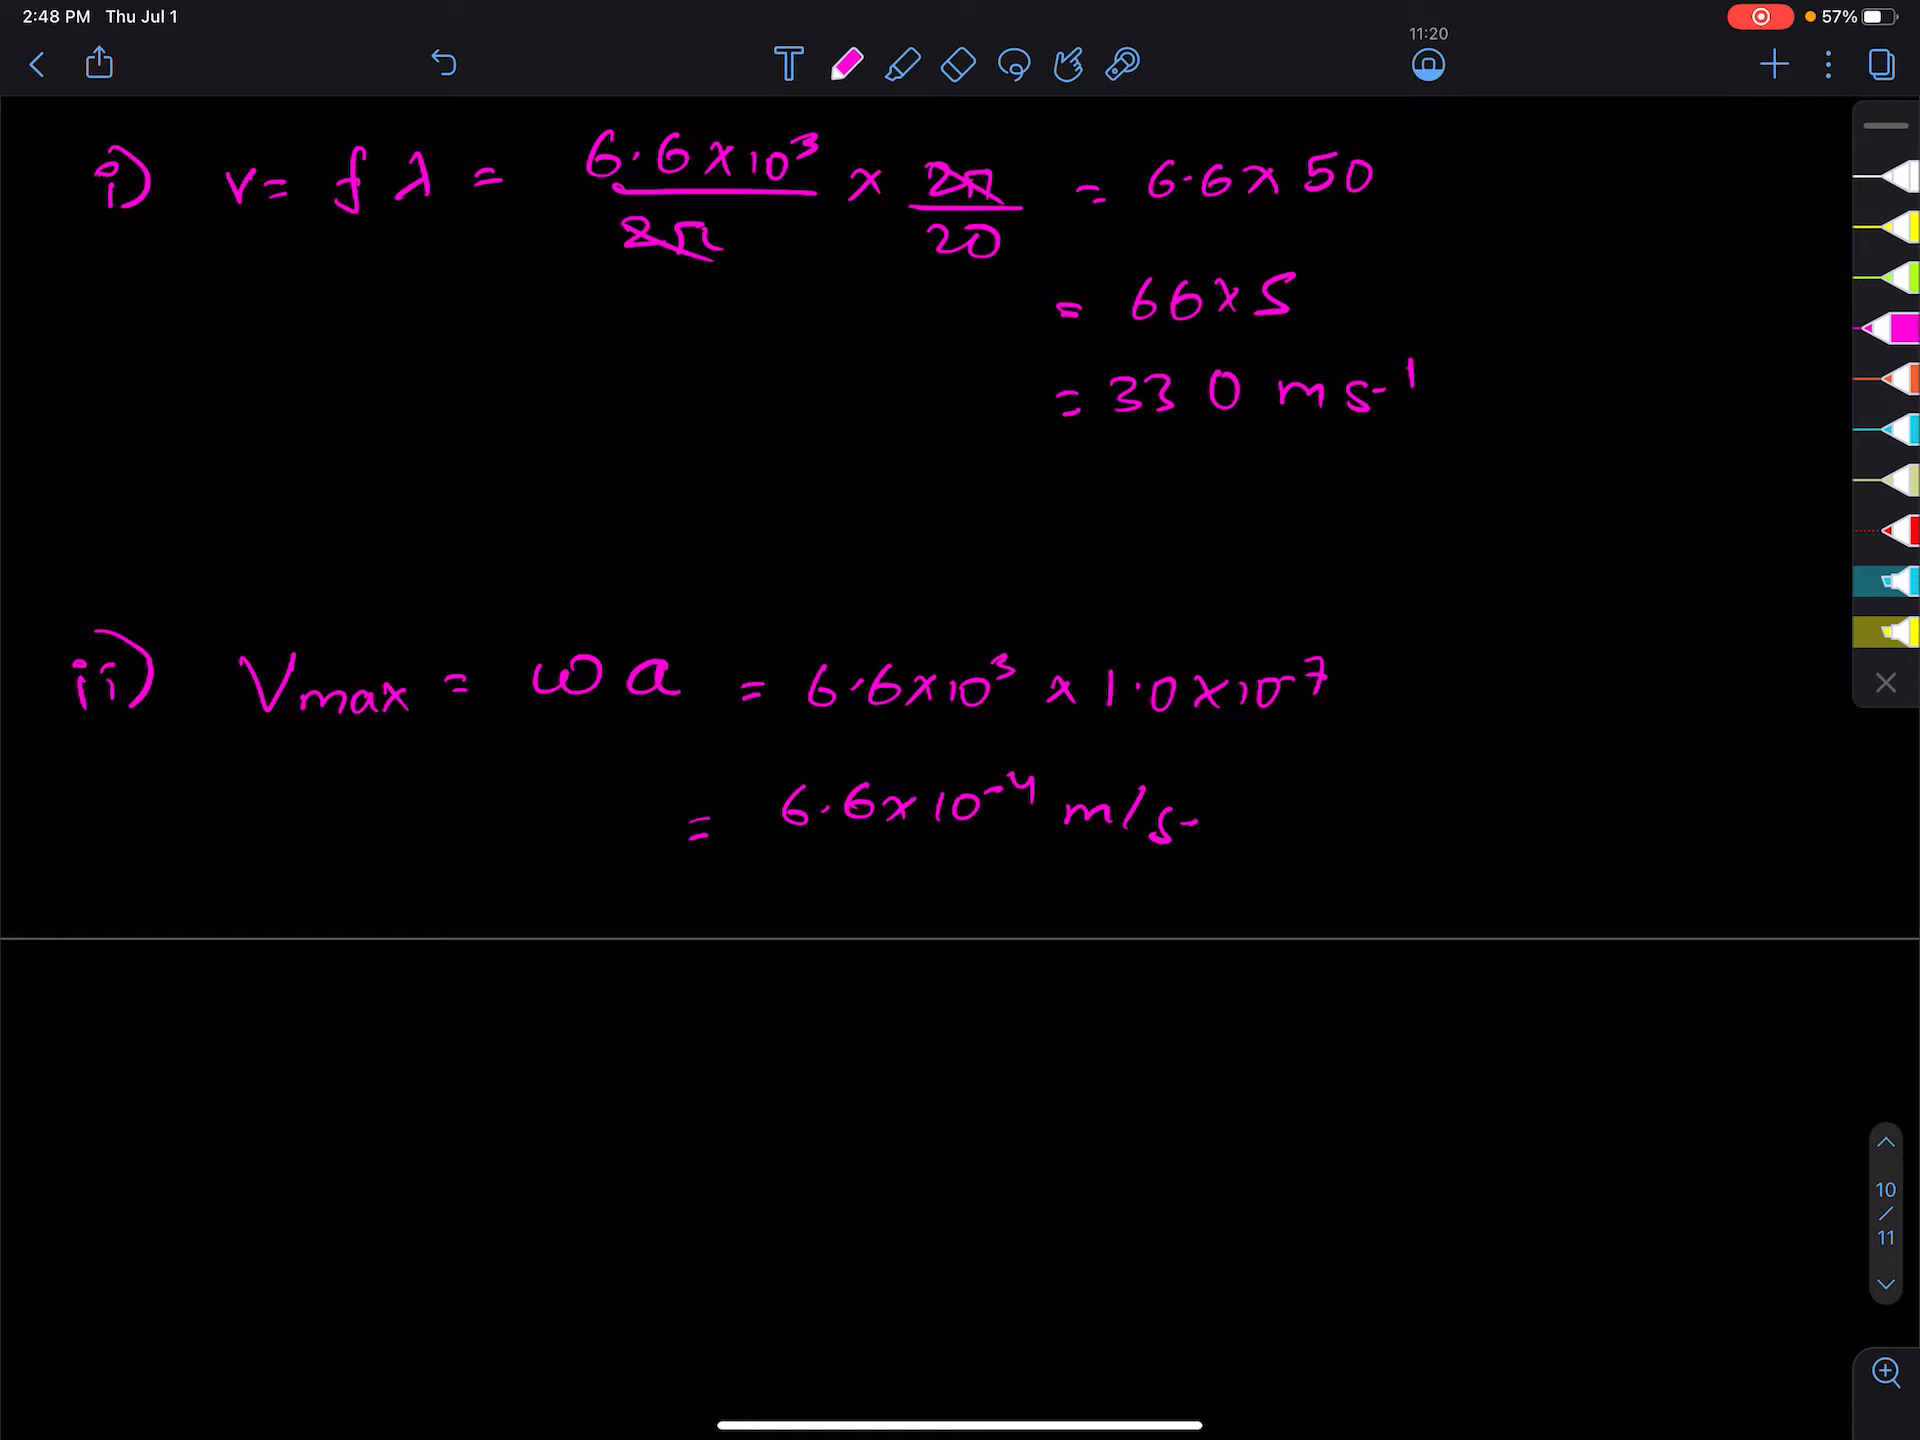 2:48 PM Thu Jul 1
57%
11:20
i) v = f λ = 6.6 x 10³ / 2π x 2π / 20 = 6.6 x 50
= 66 x 5
= 330 m s⁻¹
ii) Vmax = ω a = 6.6 x 10³ x 1.0 x 10⁻⁷
= 6.6 x 10⁻⁴ m/s.
10
/
11